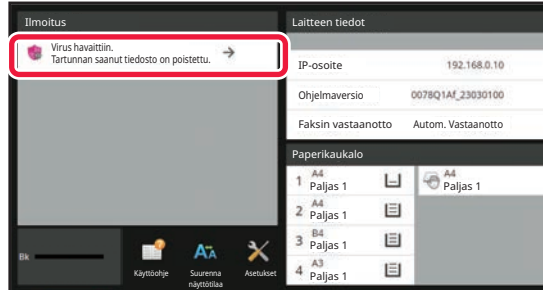 Ilmoitus
Virus havaittiin.
Tartunnan saanut tiedosto on poistettu.
Laitteen tiedot
IP-osoite 192.168.0.10
Ohjelmaversio 0078Q1Af_23030100
Faksin vastaanotto Autom. Vastaanotto
Paperikaukalo
1 A4
Paljas 1
A4
Paljas 1
2 A4
Paljas 1
3 B4
Paljas 1
4 A3
Paljas 1
Bk
Käyttöohje
Suurenna
näyttötilaa
Asetukset